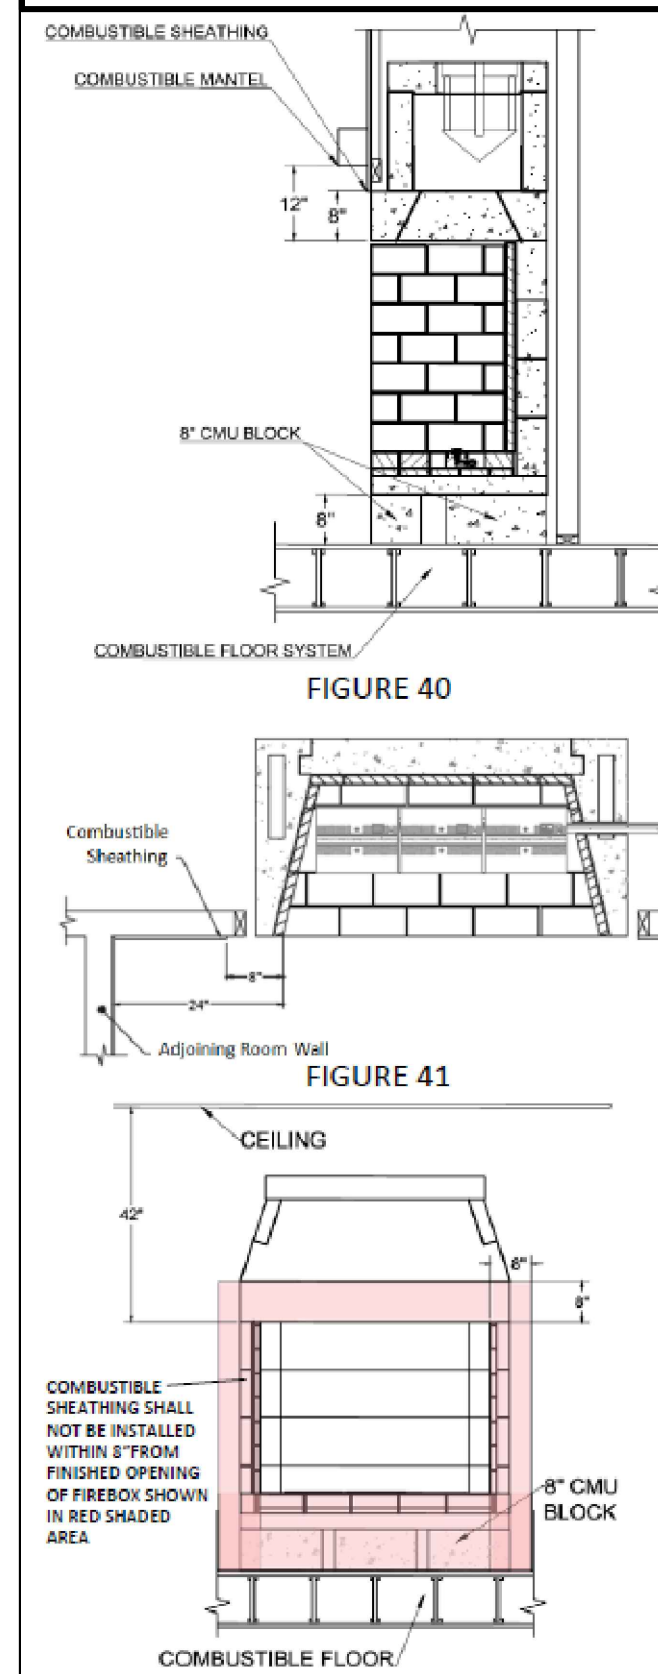 COMBUSTIBLE SHEATHING
COMBUSTIBLE MANTEL
12"
8"
8" CMU BLOCK
8"
COMBUSTIBLE FLOOR SYSTEM
FIGURE 40
Combustible
Sheathing
8"
24"
Adjoining Room Wall
FIGURE 41
CEILING
42"
8"
8"
COMBUSTIBLE
SHEATHING SHALL
NOT BE INSTALLED
WITHIN 8"FROM
FINISHED OPENING
OF FIREBOX SHOWN
IN RED SHADED
AREA
8" CMU
BLOCK
COMBUSTIBLE FLOOR